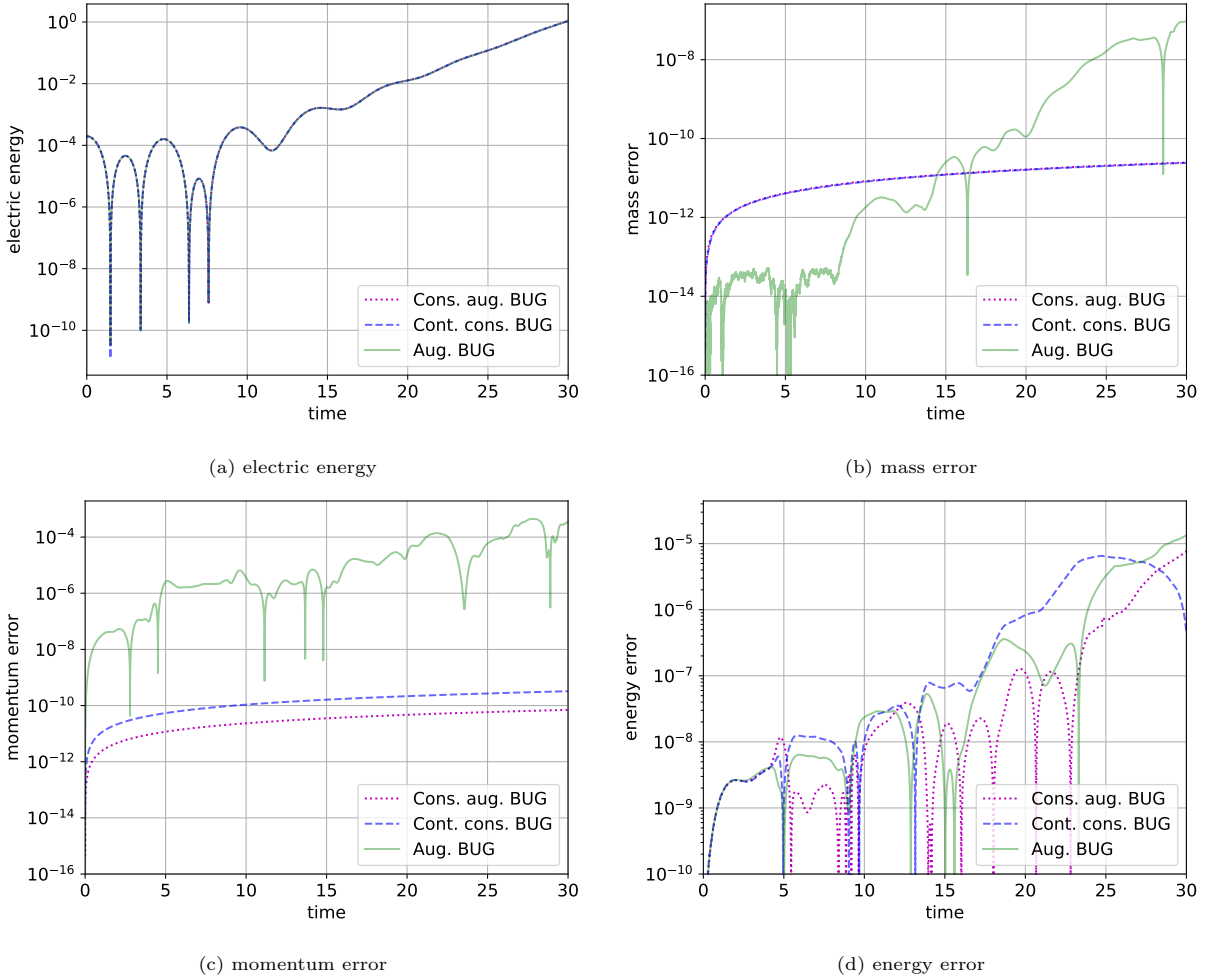 electric energy
10^0
10^-2
10^-4
10^-6
10^-8
10^-10
Cons. aug. BUG
Cont. cons. BUG
Aug. BUG
0 5 10 15 20 25 30
time
(a) electric energy
mass error
10^-8
10^-10
10^-12
10^-14
10^-16
Cons. aug. BUG
Cont. cons. BUG
Aug. BUG
0 5 10 15 20 25 30
time
(b) mass error
momentum error
10^-4
10^-6
10^-8
10^-10
10^-12
10^-14
10^-16
Cons. aug. BUG
Cont. cons. BUG
Aug. BUG
0 5 10 15 20 25 30
time
(c) momentum error
energy error
10^-5
10^-6
10^-7
10^-8
10^-9
10^-10
Cons. aug. BUG
Cont. cons. BUG
Aug. BUG
0 5 10 15 20 25 30
time
(d) energy error